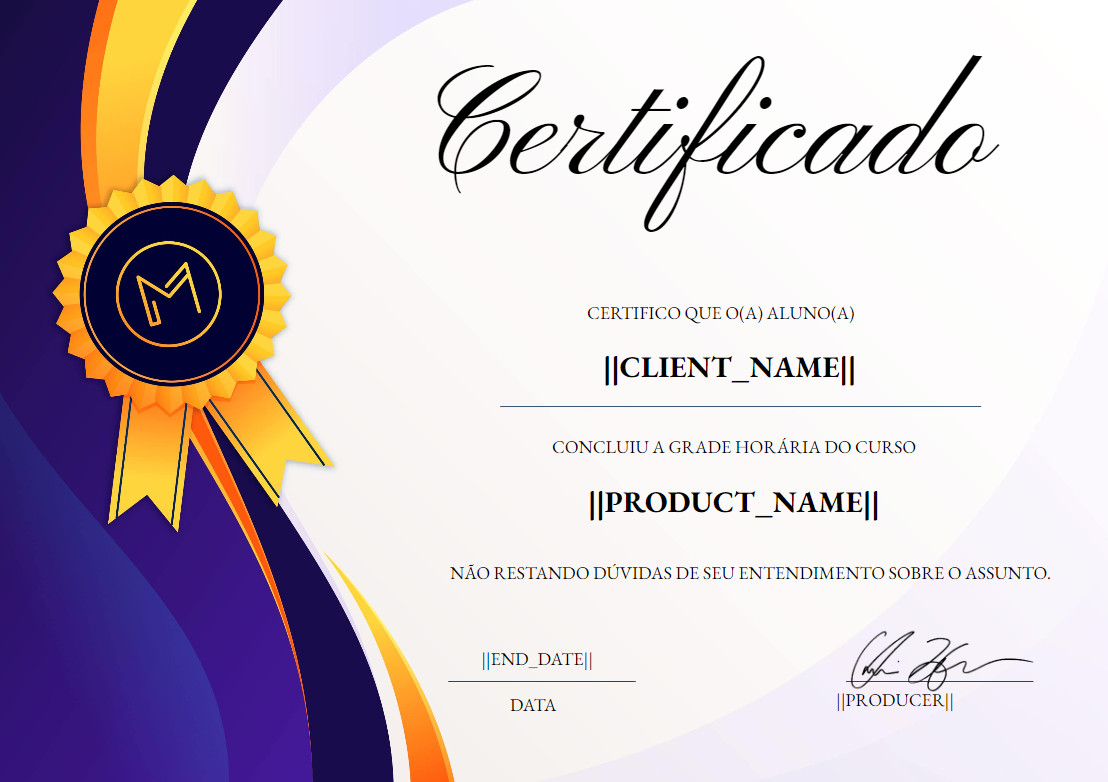 Certificado
CERTIFICO QUE O(A) ALUNO(A)
||CLIENT_NAME||
CONCLUIU A GRADE HORÁRIA DO CURSO
||PRODUCT_NAME||
NÃO RESTANDO DÚVIDAS DE SEU ENTENDIMENTO SOBRE O ASSUNTO.
||END_DATE||
DATA
||PRODUCER||